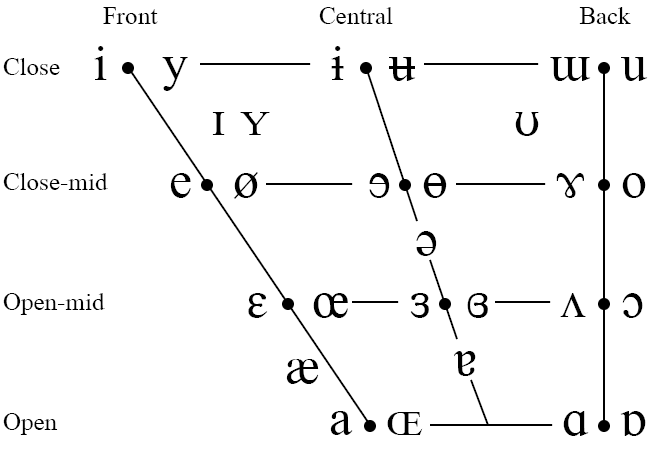 Front Central Back
Close i y ɨ ʉ ɯ u
ɪ ʏ ʊ
Close-mid e ø ɘ ɵ ɤ o
ə
Open-mid ɛ œ ɜ ɞ ʌ ɔ
æ ɐ
Open a ɶ ɑ ɒ